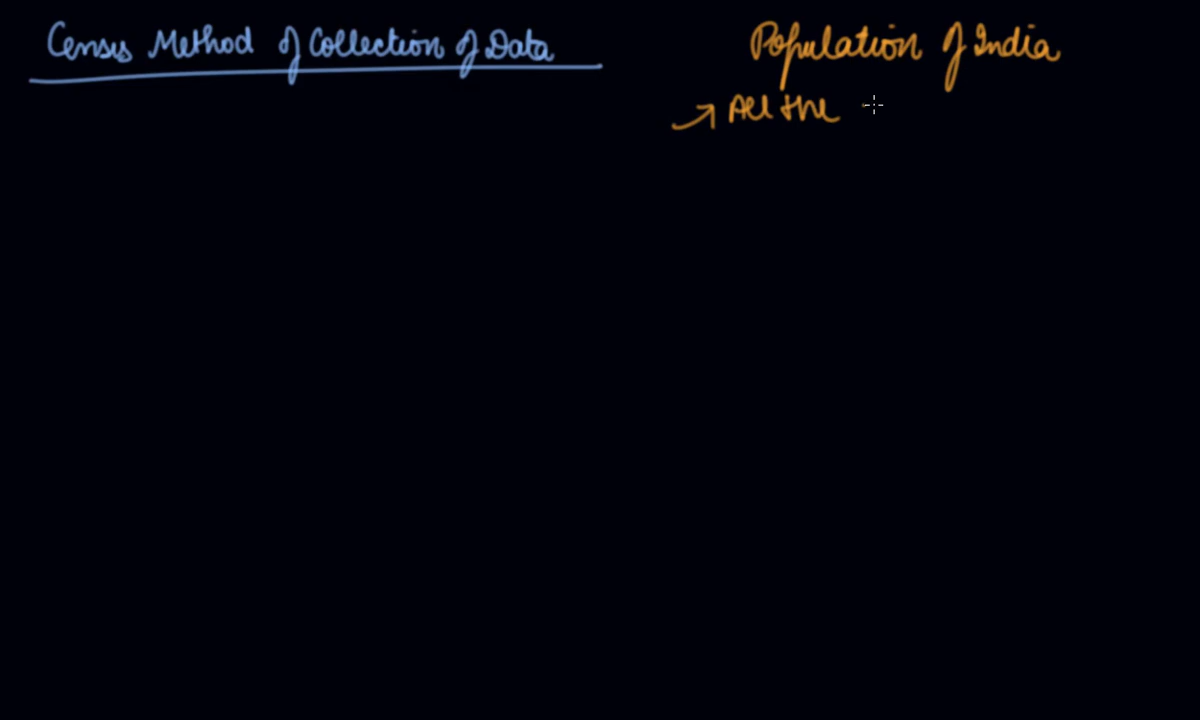 Census Method of Collection of Data
Population of India
→ All the